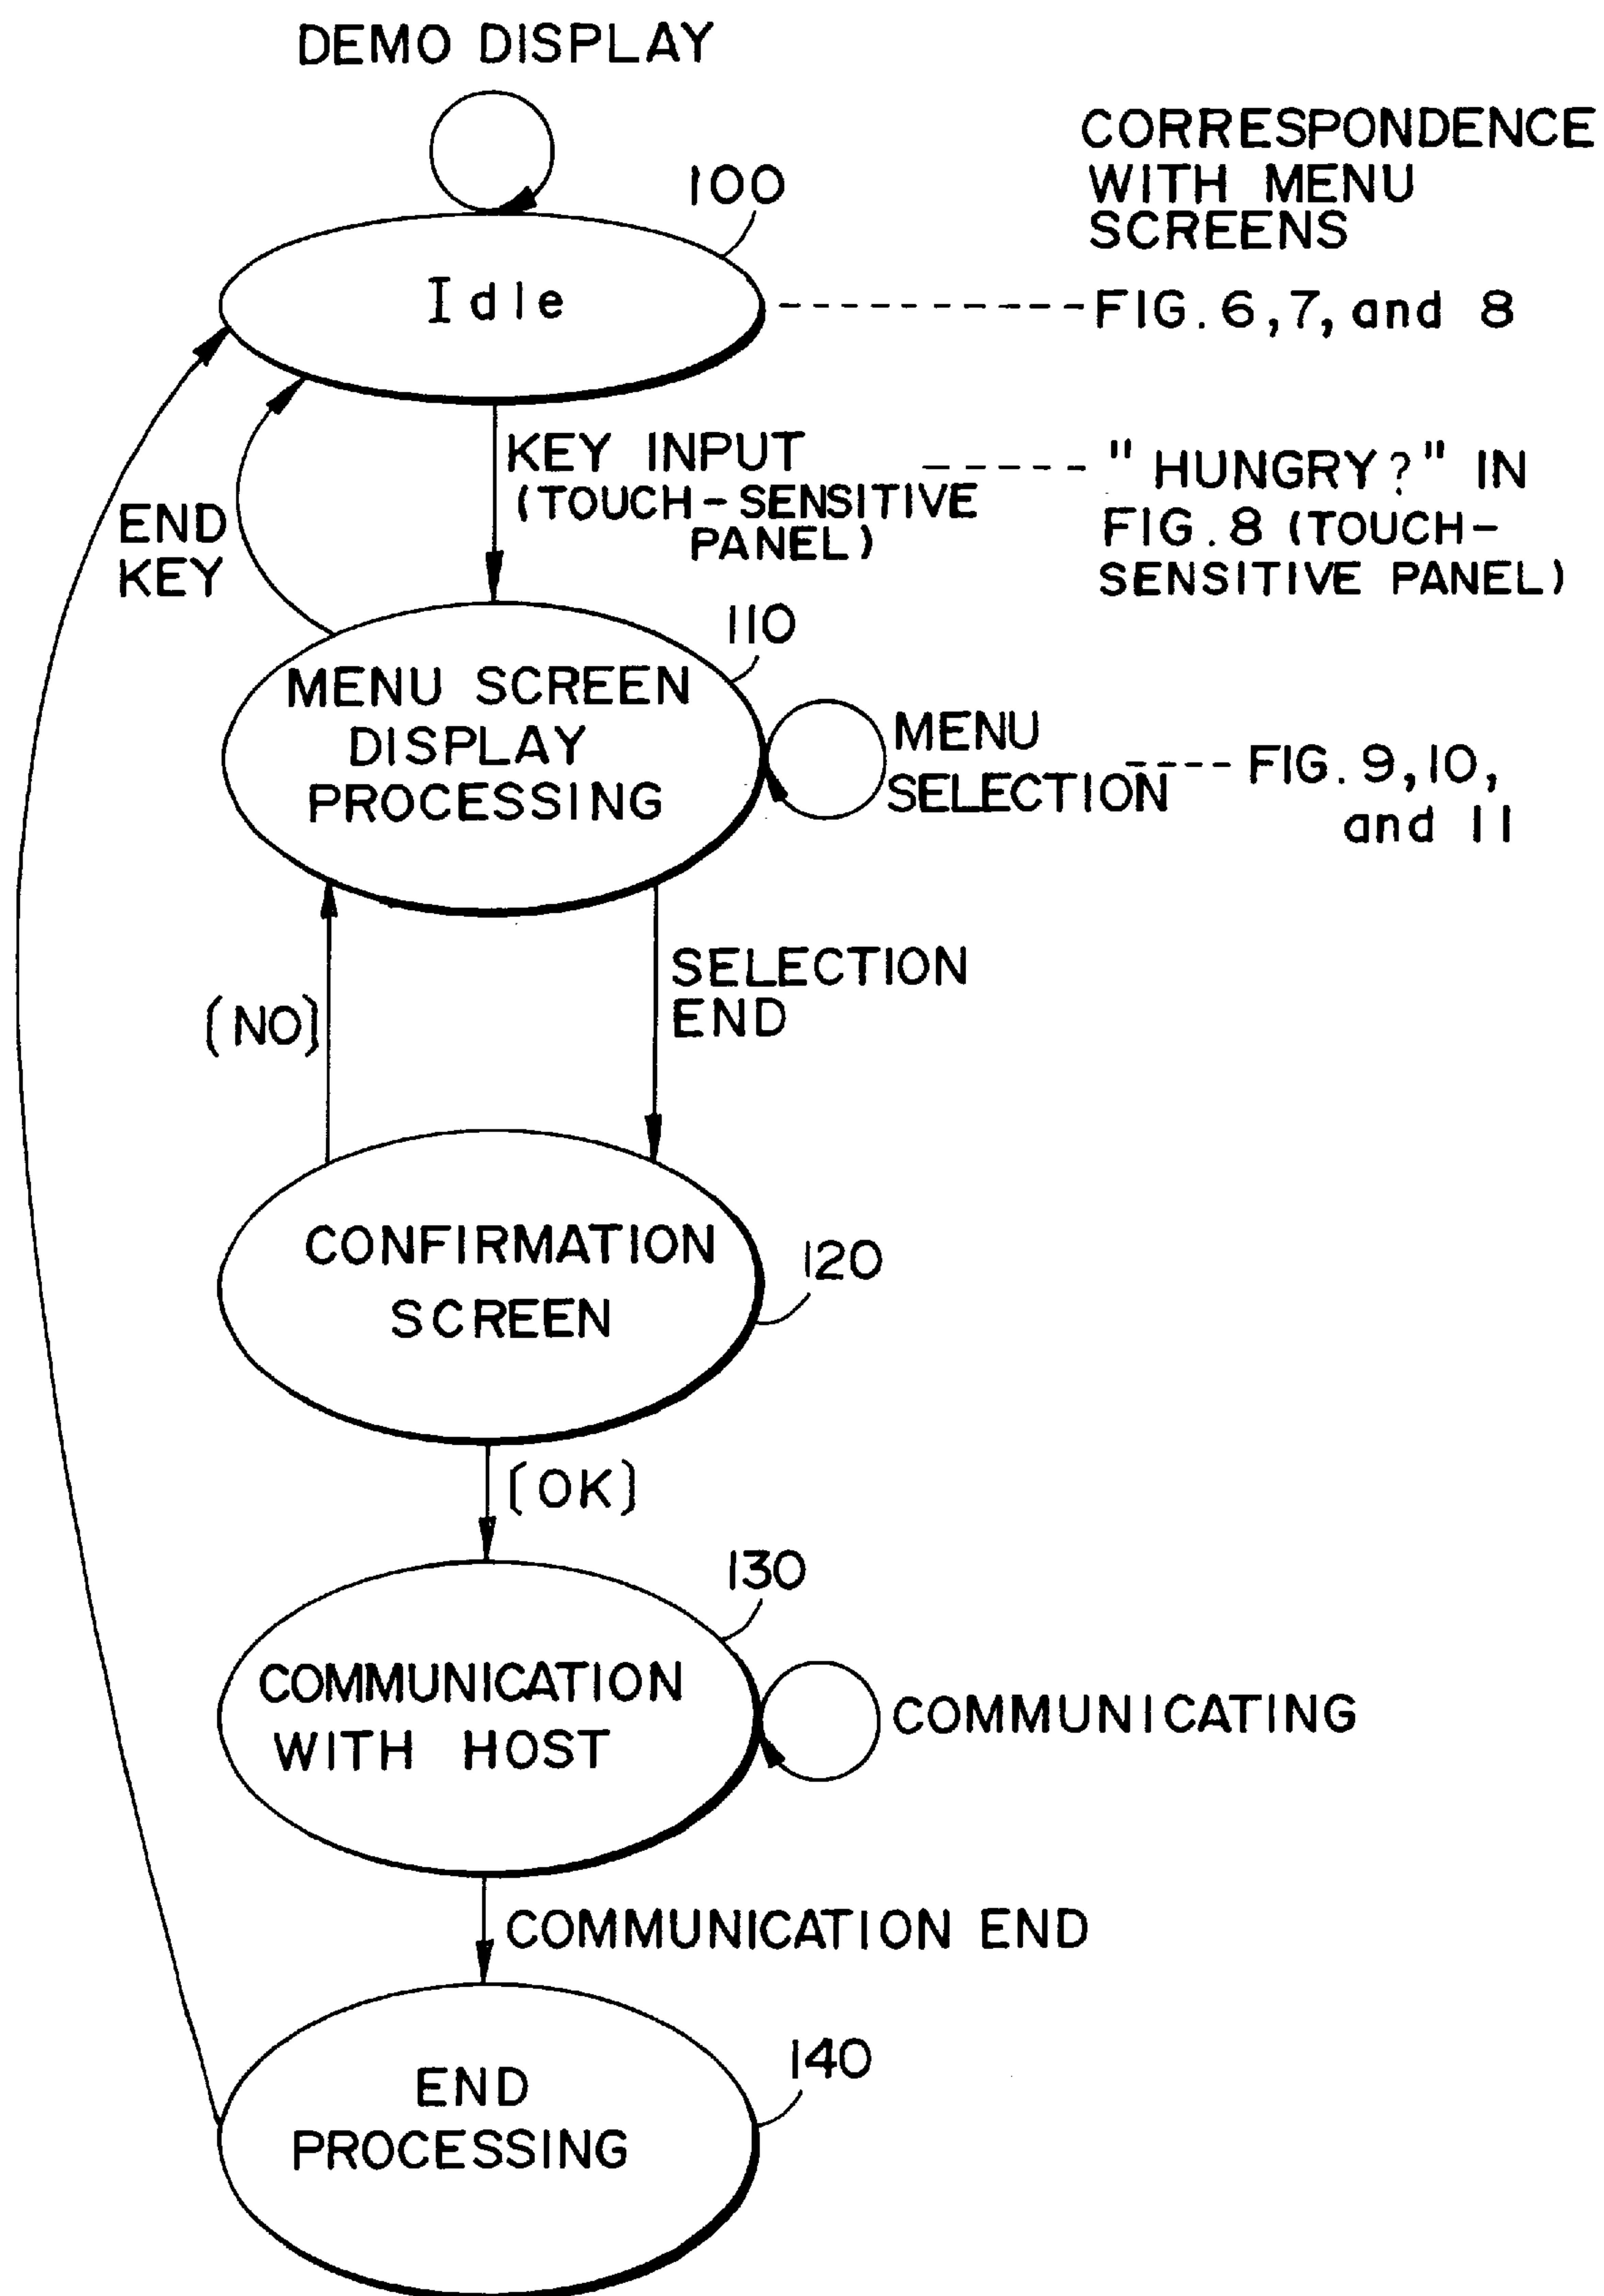 DEMO DISPLAY
CORRESPONDENCE
WITH MENU
SCREENS
100
Idle
FIG. 6, 7, and 8
KEY INPUT
(TOUCH-SENSITIVE
PANEL)
"HUNGRY?" IN
FIG. 8 (TOUCH-
SENSITIVE PANEL)
END
KEY
110
MENU SCREEN
DISPLAY
PROCESSING
MENU
SELECTION
FIG. 9, 10,
and 11
(NO)
SELECTION
END
CONFIRMATION
SCREEN
120
(OK)
130
COMMUNICATION
WITH HOST
COMMUNICATING
COMMUNICATION END
140
END
PROCESSING